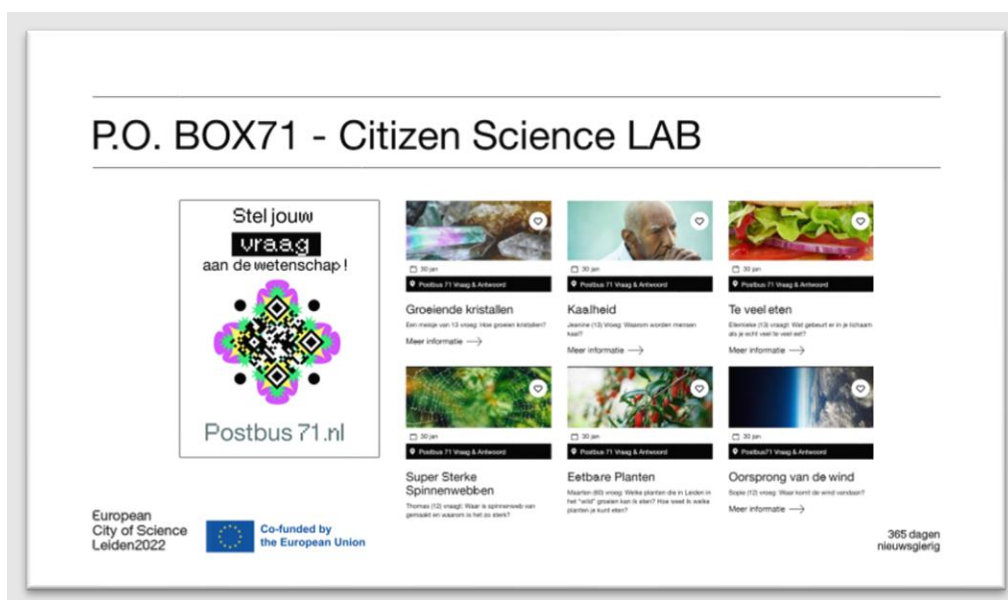 P.O. BOX71 - Citizen Science LAB
Stel jouw
vraag
aan de wetenschap!
Postbus 71.nl
30 jan
Postbus 71 Vraag & Antwoord
Groeiende kristallen
Een meisje van 13 vroeg: Hoe groeien kristallen?
Meer informatie
30 jan
Postbus 71 Vraag & Antwoord
Kaalheid
Jeanine (13) Vroeg: Waarom worden mensen
kaal?
Meer informatie
30 jan
Postbus 71 Vraag & Antwoord
Te veel eten
(13) vraagt: Wat gebeurt er in je lichaam
als je echt veel te veel eet?
Meer informatie
30 jan
Postbus 71 Vraag & Antwoord
Super Sterke
Spinnenwebben
Thomas (12) vraagt: Waar is spinnenweb van
gemaakt en waarom is het zo sterk?
30 jan
Postbus 71 Vraag & Antwoord
Eetbare Planten
Maarten (60) vroeg: Welke planten die in Leiden in
het "wild" groeien kan ik eten? Hoe weet ik welke
planten je kunt eten?
30 jan
Postbus71 Vraag & Antwoord
Oorsprong van de wind
Sopie (12) vroeg: Waar komt de wind vandaan?
Meer informatie
European
City of Science
Leiden2022
Co-funded by
the European Union
365 dagen
nieuwsgierig